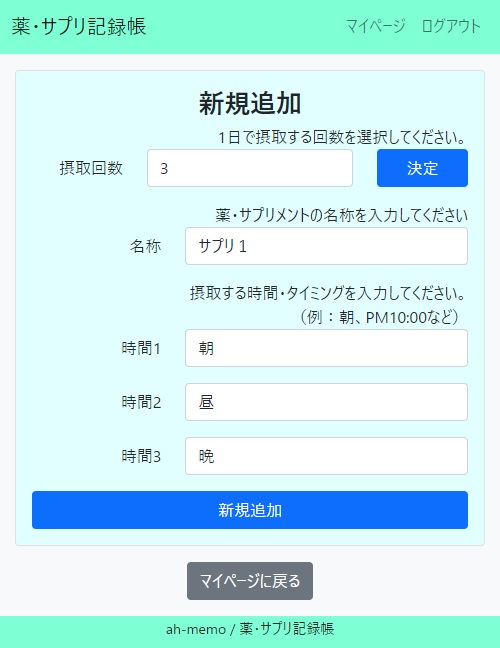 薬・サプリ記録帳 マイページ ログアウト
新規追加
1日で摂取する回数を選択してください。
摂取回数 3 決定
薬・サプリメントの名称を入力してください
名称 サプリ１
摂取する時間・タイミングを入力してください。
（例：朝、PM10:00など）
時間1 朝
時間2 昼
時間3 晩
新規追加
マイページに戻る
ah-memo / 薬・サプリ記録帳